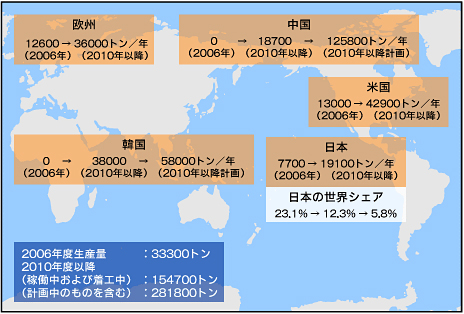 欧州
12600→36000トン／年
（2006年）（2010年以降）
中国
0 → 18700 → 125800トン／年
（2006年）（2010年以降）（2010年以降計画）
米国
13000→42900トン／年
（2006年）（2010年以降）
韓国
0 → 38000 → 58000トン／年
（2006年）（2010年以降）（2010年以降計画）
日本
7700→19100トン／年
（2006年）（2010年以降）
日本の世界シェア
23.1%→12.3%→5.8%
2006年度生産量 ：33300トン
2010年度以降
（稼働中および着工中）：154700トン
（計画中のものを含む）：281800トン